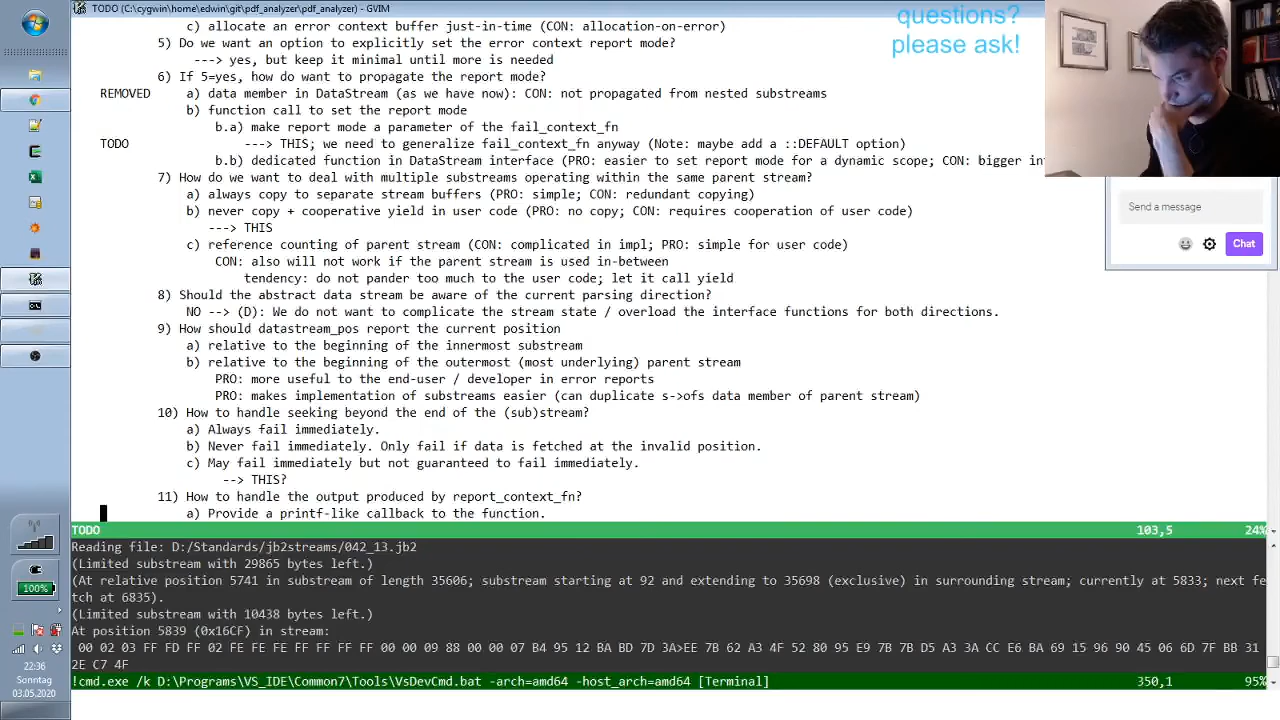 TODO (C:\cygwin\home\edwin\git\pdf_analyzer\pdf_analyzer) - GVIM
c) allocate an error context buffer just-in-time (CON: allocation-on-error)
5) Do we want an option to explicitly set the error context report mode?
---> yes, but keep it minimal until more is needed
6) If 5=yes, how do want to propagate the report mode?
REMOVED a) data member in DataStream (as we have now): CON: not propagated from nested substreams
b) function call to set the report mode
b.a) make report mode a parameter of the fail_context_fn
TODO ---> THIS; we need to generalize fail_context_fn anyway (Note: maybe add a ::DEFAULT option)
b.b) dedicated function in DataStream interface (PRO: easier to set report mode for a dynamic scope; CON: bigger int
7) How do we want to deal with multiple substreams operating within the same parent stream?
a) always copy to separate stream buffers (PRO: simple; CON: redundant copying)
b) never copy + cooperative yield in user code (PRO: no copy; CON: requires cooperation of user code)
---> THIS
c) reference counting of parent stream (CON: complicated in impl; PRO: simple for user code)
CON: also will not work if the parent stream is used in-between
tendency: do not pander too much to the user code; let it call yield
8) Should the abstract data stream be aware of the current parsing direction?
NO --> (D): We do not want to complicate the stream state / overload the interface functions for both directions.
9) How should datastream_pos report the current position
a) relative to the beginning of the innermost substream
b) relative to the beginning of the outermost (most underlying) parent stream
PRO: more useful to the end-user / developer in error reports
PRO: makes implementation of substreams easier (can duplicate s->ofs data member of parent stream)
10) How to handle seeking beyond the end of the (sub)stream?
a) Always fail immediately.
b) Never fail immediately. Only fail if data is fetched at the invalid position.
c) May fail immediately but not guaranteed to fail immediately.
--> THIS?
11) How to handle the output produced by report_context_fn?
a) Provide a printf-like callback to the function.
TODO 103,5 24%
Reading file: D:/Standards/jb2streams/042_13.jb2
(Limited substream with 29865 bytes left.)
(At relative position 5741 in substream of length 35606; substream starting at 92 and extending to 35698 (exclusive) in surrounding stream; currently at 5833; next fe
tch at 6835).
(Limited substream with 10438 bytes left.)
At position 5839 (0x16CF) in stream:
00 02 03 FF FD FF 02 FE FE FE FF FF FF FF 00 00 09 88 00 00 07 B4 95 12 BA BD 7D 3A>EE 7B 62 A3 4F 52 80 95 E9 7B 7B D5 A3 3A CC E6 BA 69 15 96 90 45 06 6D 7F BB 31
2E C7 4F
!cmd.exe /k D:\Programs\VS_IDE\Common7\Tools\VsDevCmd.bat -arch=amd64 -host_arch=amd64 [Terminal] 350,1 95%
questions?
please ask!
Send a message
Chat
100%
22:36
Sonntag
03.05.2020